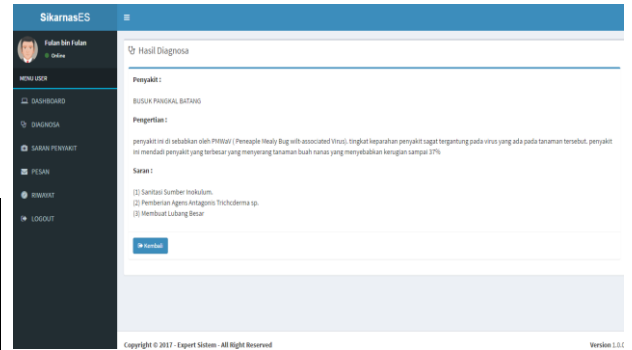 SikarnasES
Fulan bin Fulan
Online
MENU USER
DASHBOARD
DIAGNOSA
SARAN PENYAKIT
PESAN
RIWAYAT
LOGOUT
Hasil Diagnosa
Penyakit :
BUSUK PANGKAL BATANG
Pengertian :
penyakit ini di sebabkan oleh PMWaV ( Peneaple Mealy Bug wilt-associated Virus). tingkat keparahan penyakit sagat tergantung pada virus yang ada pada tanaman tersebut. penyakit
ini mendadi penyakit yang terbesar yang menyerang tanaman buah nanas yang menyebabkan kerugian sampai 37%
Saran :
[1] Sanitasi Sumber Inokulum.
[2] Pemberian Agens Antagonis Trichcderma sp.
[3] Membuat Lubang Besar
Kembali
Copyright © 2017 - Expert Sistem - All Right Reserved
Version 1.0.0